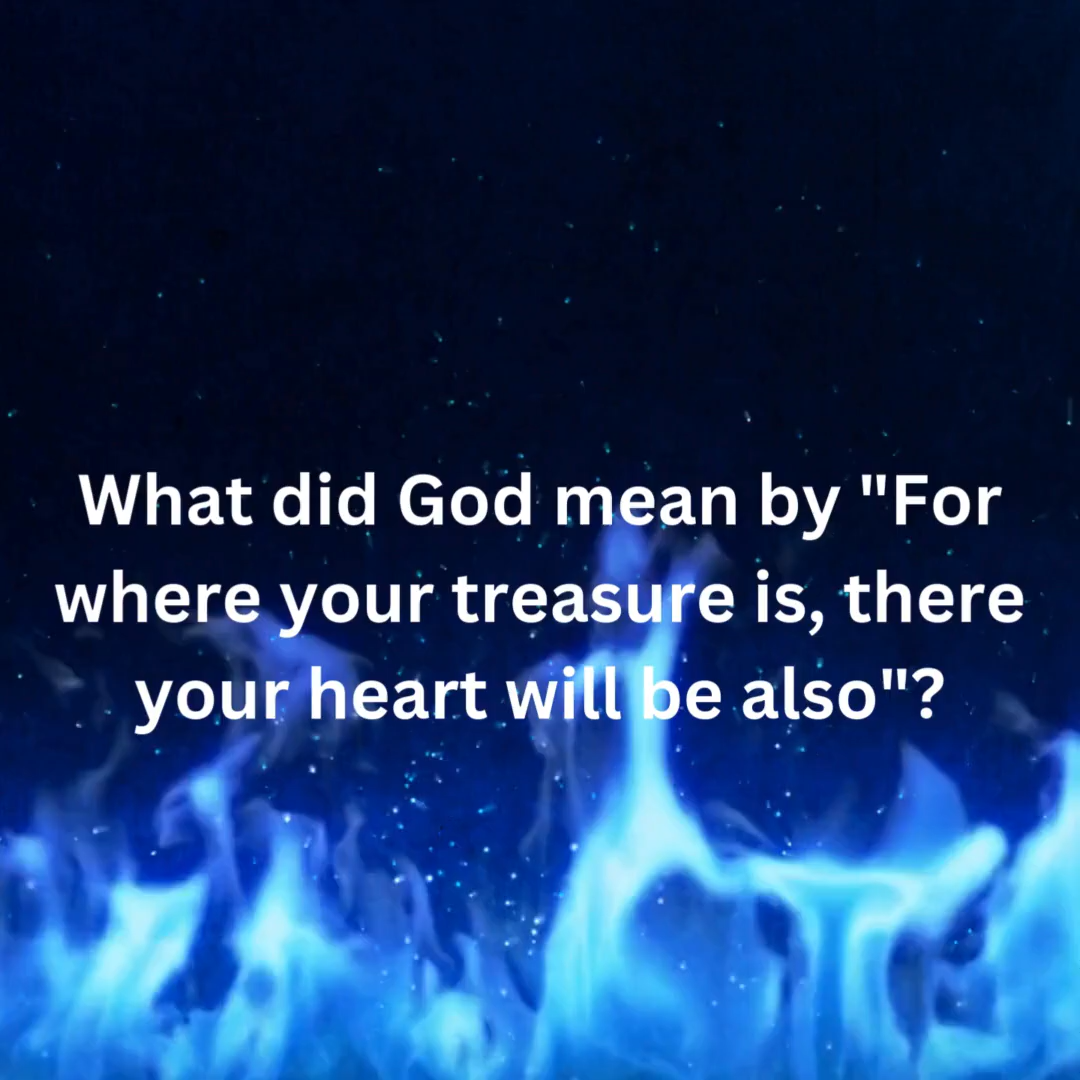 What did God mean by "For
where your treasure is, there
your heart will be also"?